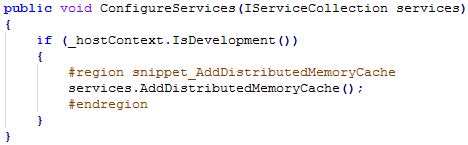 public void ConfigureServices(IServiceCollection services)
{
    if (_hostContext.IsDevelopment())
    {
        #region snippet_AddDistributedMemoryCache
        services.AddDistributedMemoryCache();
        #endregion
    }
}